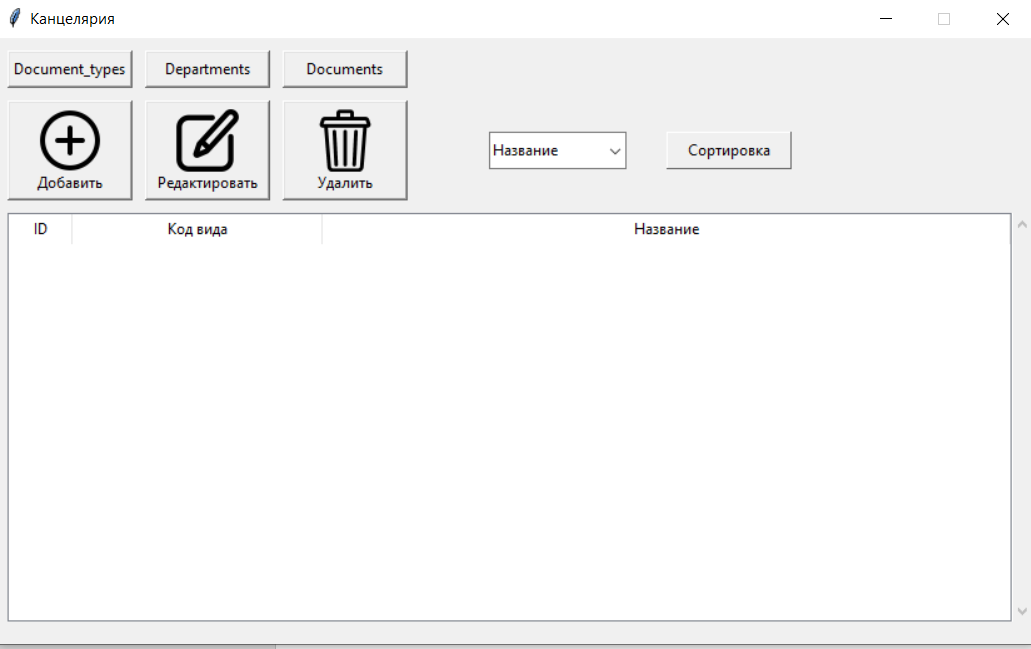 Канцелярия
Document_types Departments Documents
Добавить Редактировать Удалить Название Сортировка
ID Код вида Название